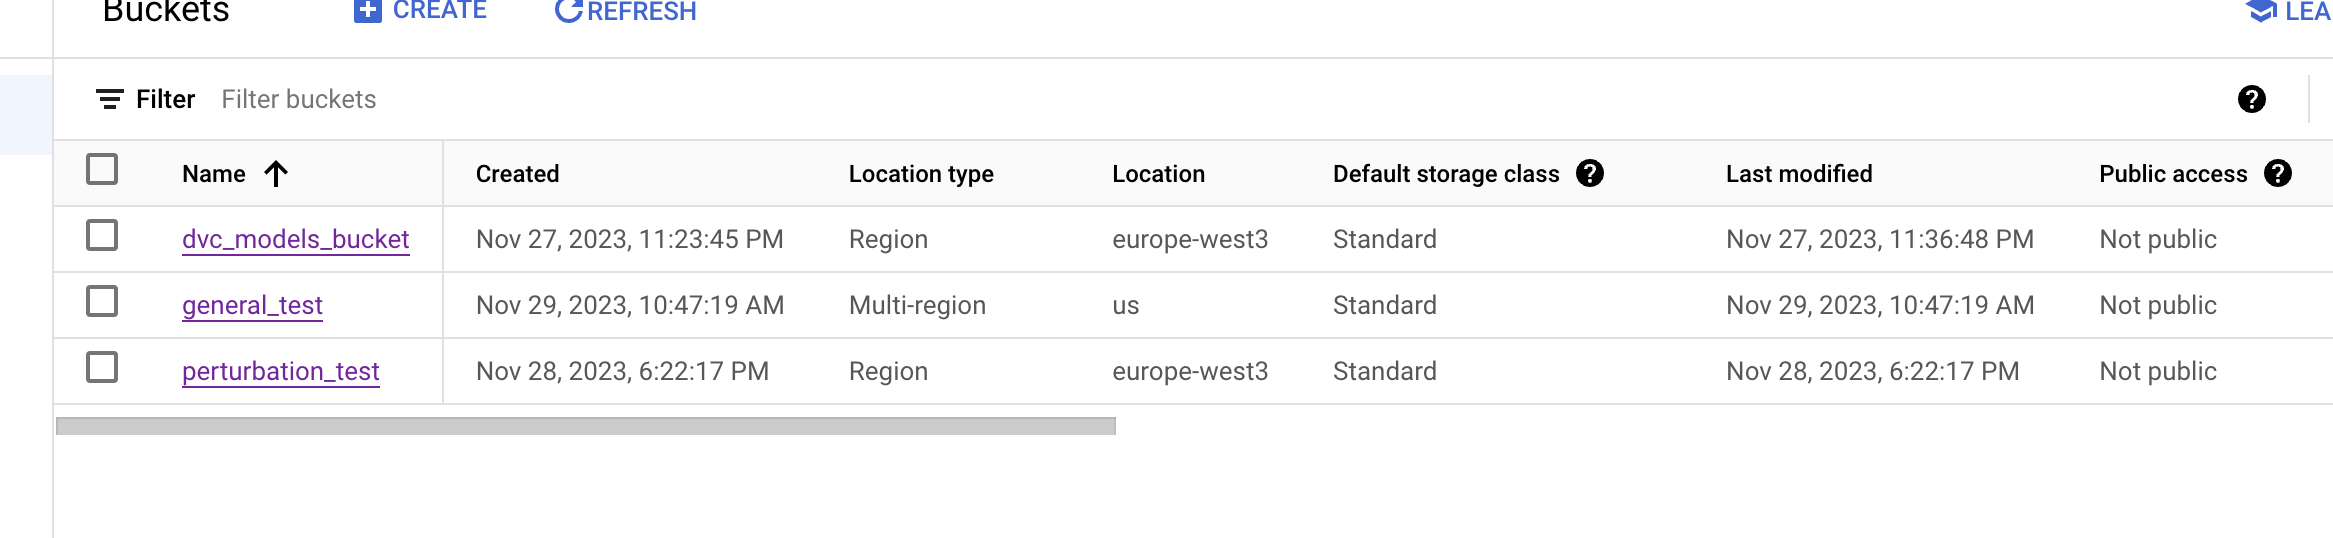 Buckets CREATE REFRESH LEA
Filter Filter buckets
Name Created Location type Location Default storage class Last modified Public access
dvc_models_bucket Nov 27, 2023, 11:23:45 PM Region europe-west3 Standard Nov 27, 2023, 11:36:48 PM Not public
general_test Nov 29, 2023, 10:47:19 AM Multi-region us Standard Nov 29, 2023, 10:47:19 AM Not public
perturbation_test Nov 28, 2023, 6:22:17 PM Region europe-west3 Standard Nov 28, 2023, 6:22:17 PM Not public